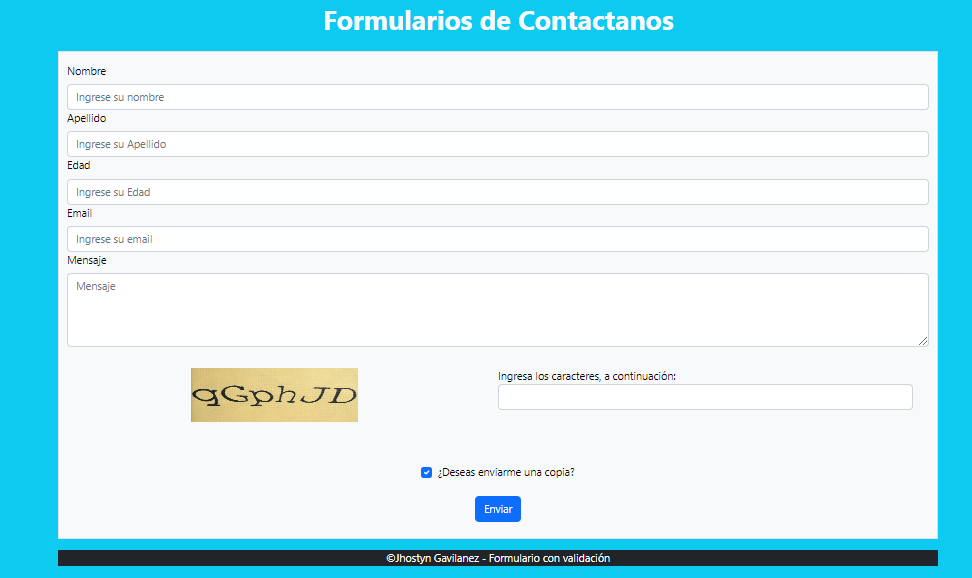 Formularios de Contactanos
Nombre
Ingrese su nombre
Apellido
Ingrese su Apellido
Edad
Ingrese su Edad
Email
Ingrese su email
Mensaje
Mensaje
qGphJD
Ingresa los caracteres, a continuación:
¿Deseas enviarme una copia?
Enviar
©Jhostyn Gavilanez - Formulario con validación